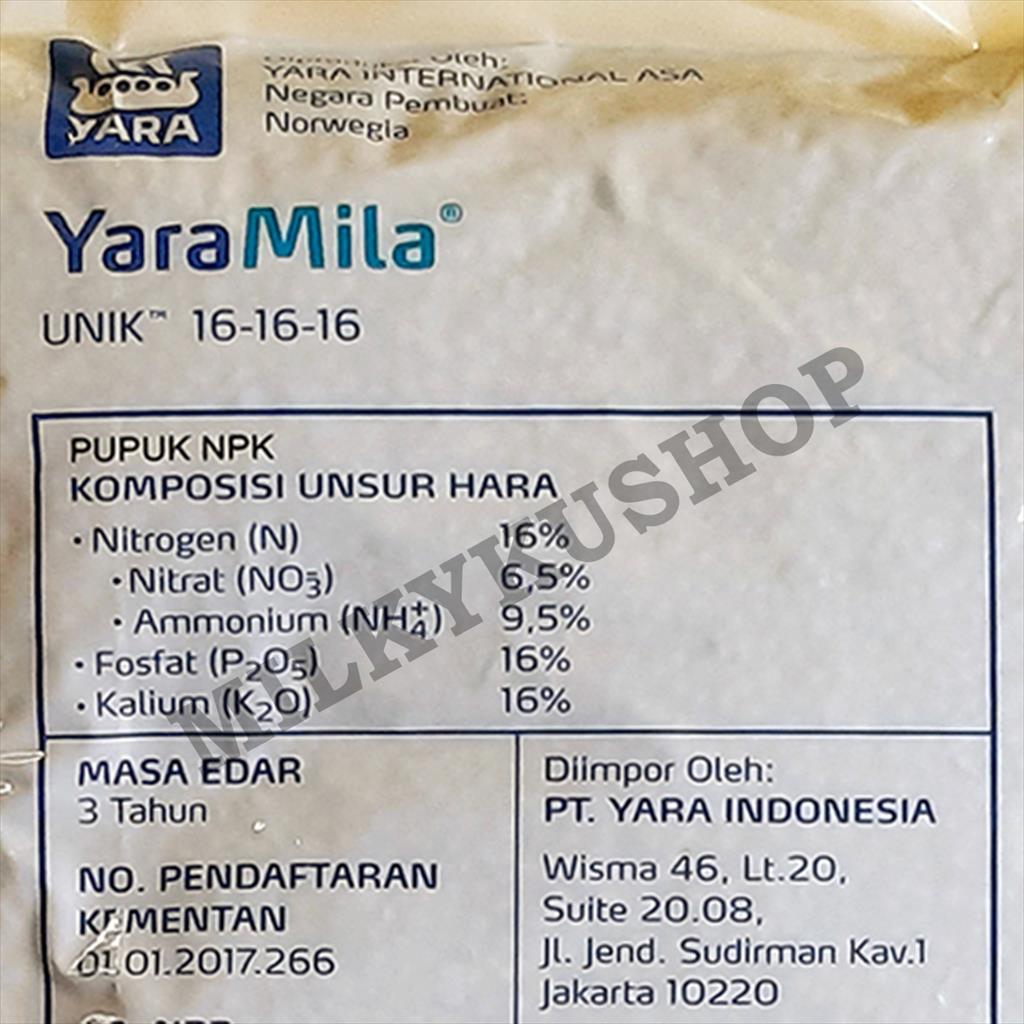 YARA
Oleh:
YARA INTERNATIONAL ASA
Negara Pembuat:
Norwegia
YaraMila®
UNIK™ 16-16-16
PUPUK NPK
KOMPOSISI UNSUR HARA
• Nitrogen (N) 16%
• Nitrat (NO3) 6,5%
• Ammonium (NH4+) 9,5%
• Fosfat (P2O5) 16%
• Kalium (K2O) 16%
MILKYKUSHOP
MASA EDAR
3 Tahun
NO. PENDAFTARAN
KEMENTAN
01.01.2017.266
Diimpor Oleh:
PT. YARA INDONESIA
Wisma 46, Lt.20,
Suite 20.08,
Jl. Jend. Sudirman Kav.1
Jakarta 10220